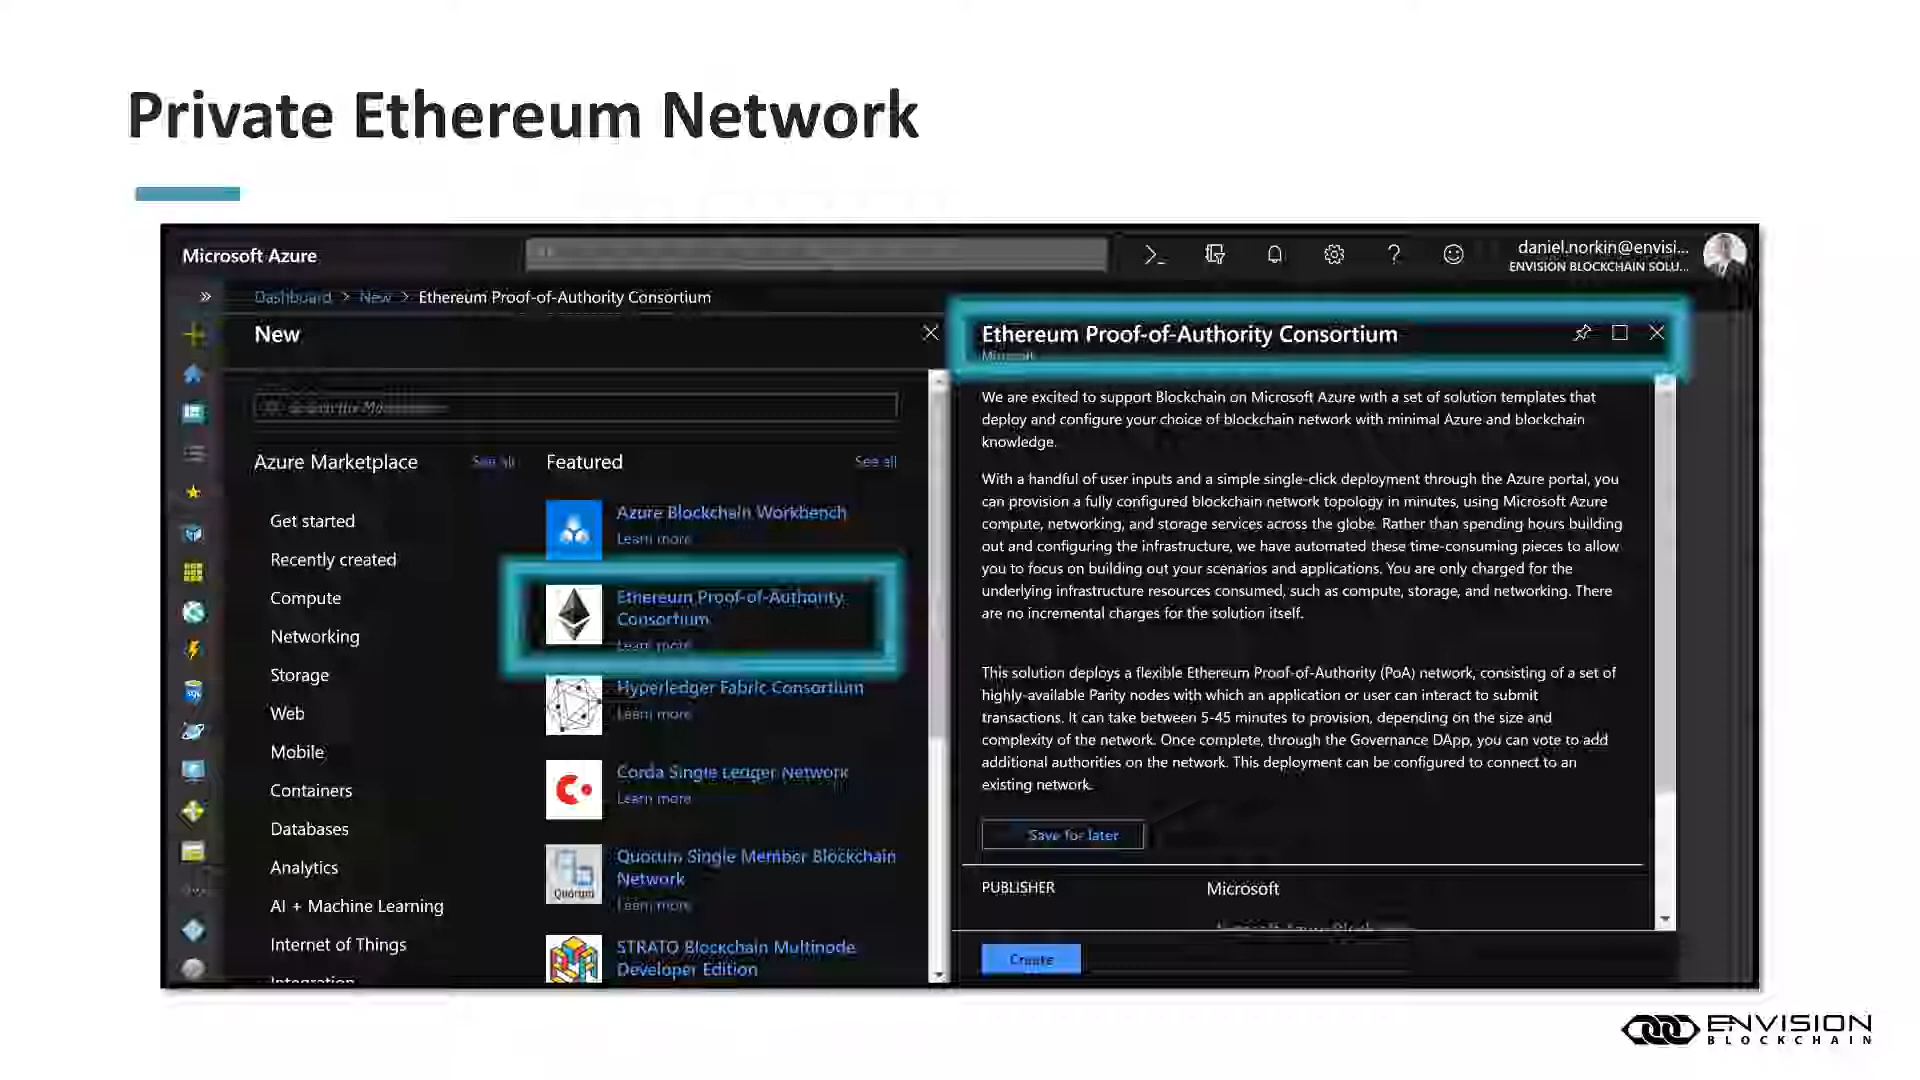 Private Ethereum Network
Microsoft Azure
daniel.norkin@envisi...
ENVISION BLOCKCHAIN SOLU...
Dashboard > New > Ethereum Proof-of-Authority Consortium
New
Azure Marketplace
See all
Get started
Recently created
Compute
Networking
Storage
Web
Mobile
Containers
Databases
Analytics
AI + Machine Learning
Internet of Things
Integration
Featured
See all
Azure Blockchain Workbench
Learn more
Ethereum Proof-of-Authority
Consortium
Learn more
Hyperledger Fabric Consortium
Learn more
Corda Single Ledger Network
Learn more
Quorum
Quorum Single Member Blockchain
Network
Learn more
STRATO Blockchain Multinode
Developer Edition
Ethereum Proof-of-Authority Consortium
Microsoft
We are excited to support Blockchain on Microsoft Azure with a set of solution templates that
deploy and configure your choice of blockchain network with minimal Azure and blockchain
knowledge.
With a handful of user inputs and a simple single-click deployment through the Azure portal, you
can provision a fully configured blockchain network topology in minutes, using Microsoft Azure
compute, networking, and storage services across the globe. Rather than spending hours building
out and configuring the infrastructure, we have automated these time-consuming pieces to allow
you to focus on building out your scenarios and applications. You are only charged for the
underlying infrastructure resources consumed, such as compute, storage, and networking. There
are no incremental charges for the solution itself.
This solution deploys a flexible Ethereum Proof-of-Authority (PoA) network, consisting of a set of
highly-available Parity nodes with which an application or user can interact to submit
transactions. It can take between 5-45 minutes to provision, depending on the size and
complexity of the network. Once complete, through the Governance DApp, you can vote to add
additional authorities on the network. This deployment can be configured to connect to an
existing network.
Save for later
PUBLISHER
Microsoft
Create
ENVISION
BLOCKCHAIN